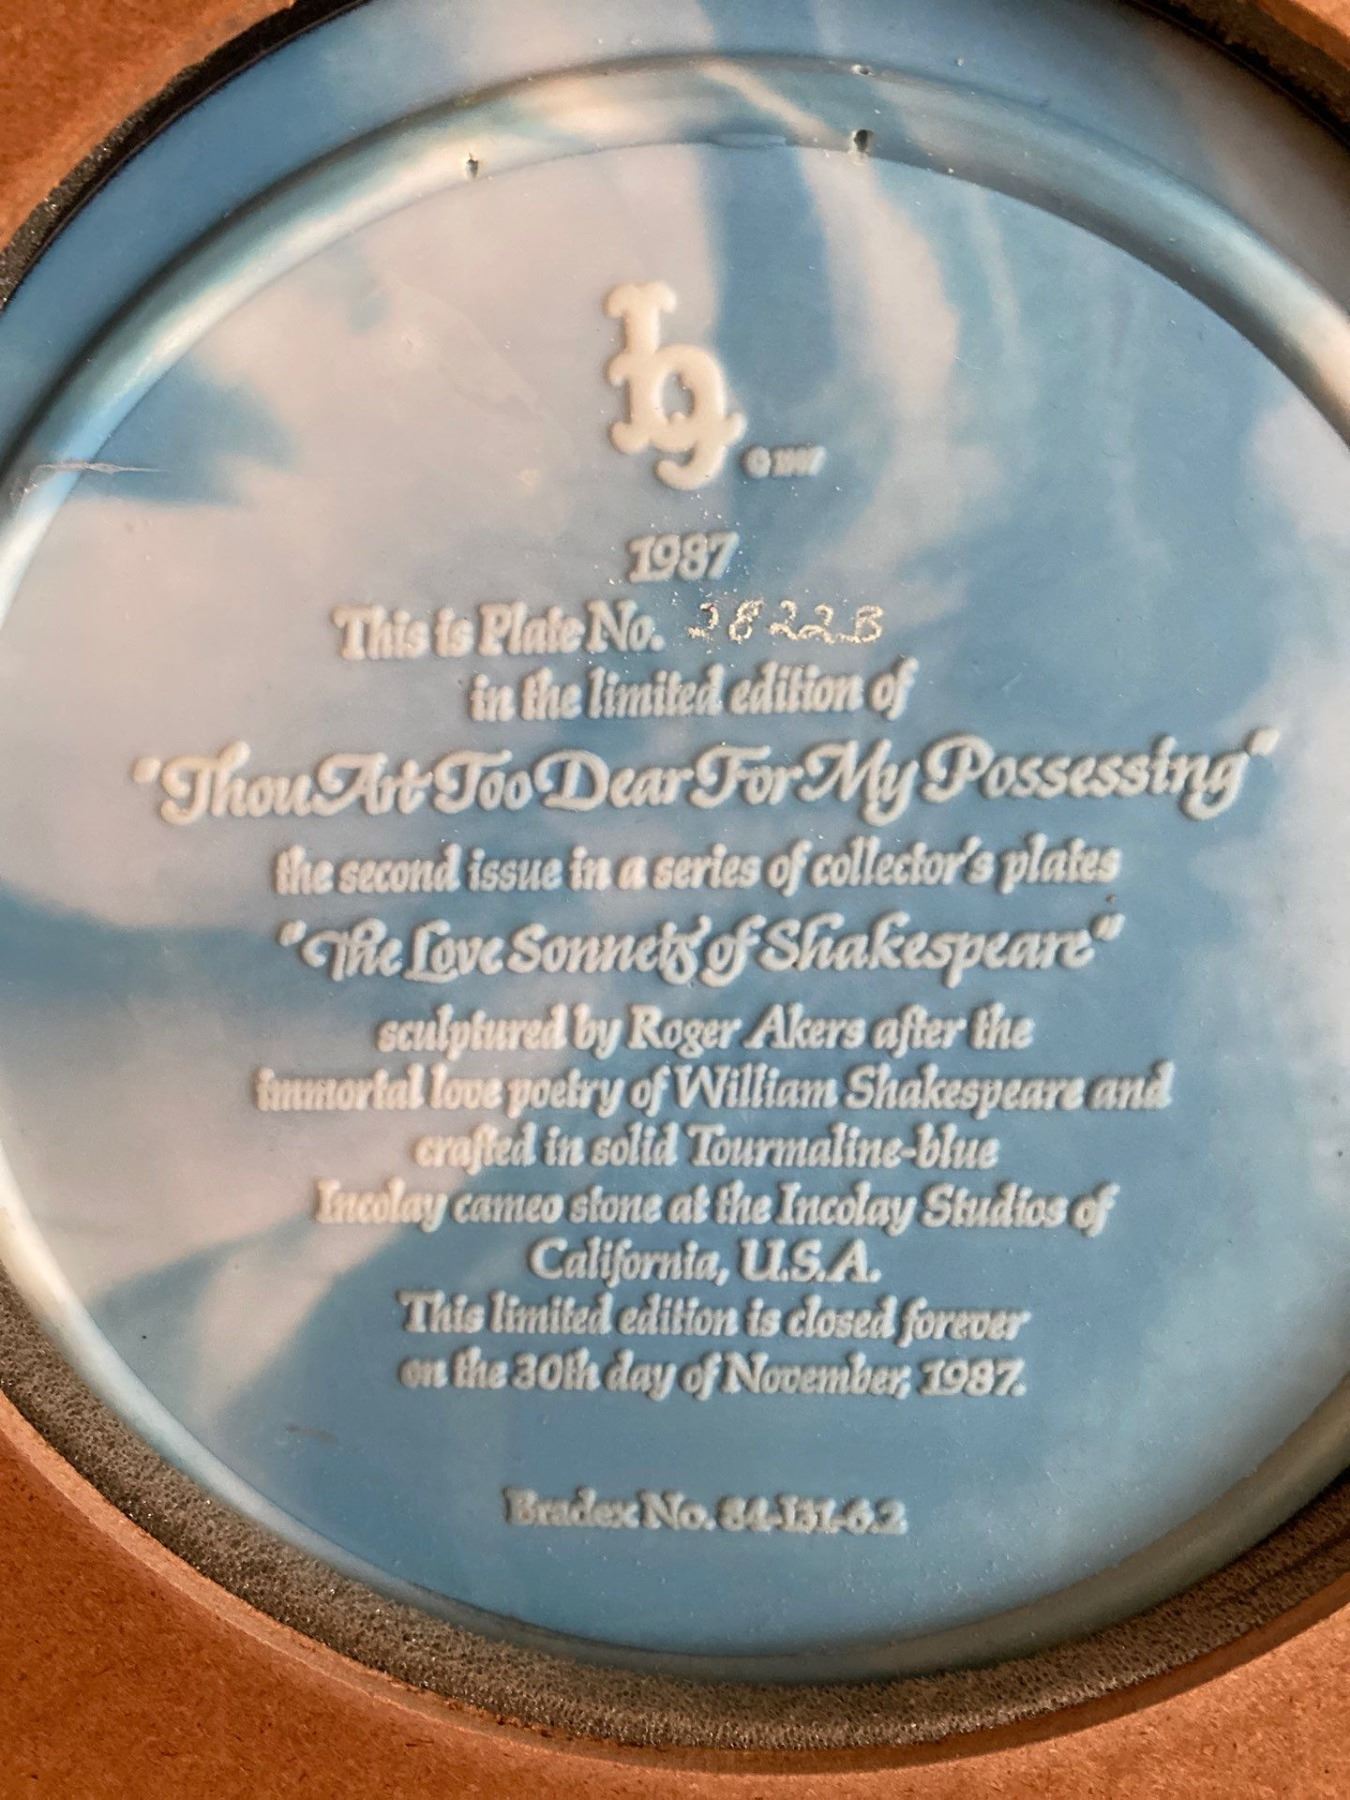 1987
This is Plate No. 2822B
in the limited edition of
"Thou Art Too Dear For My Possessing"
the second issue in a series of collector's plates
"The Love Sonnets of Shakespeare"
sculptured by Roger Akers after the
immortal love poetry of William Shakespeare and
crafted in solid Tourmaline-blue
Incolay cameo stone at the Incolay Studios of
California, U.S.A.
This limited edition is closed forever
on the 30th day of November, 1987.
Bradex No. 84-I31-6.2